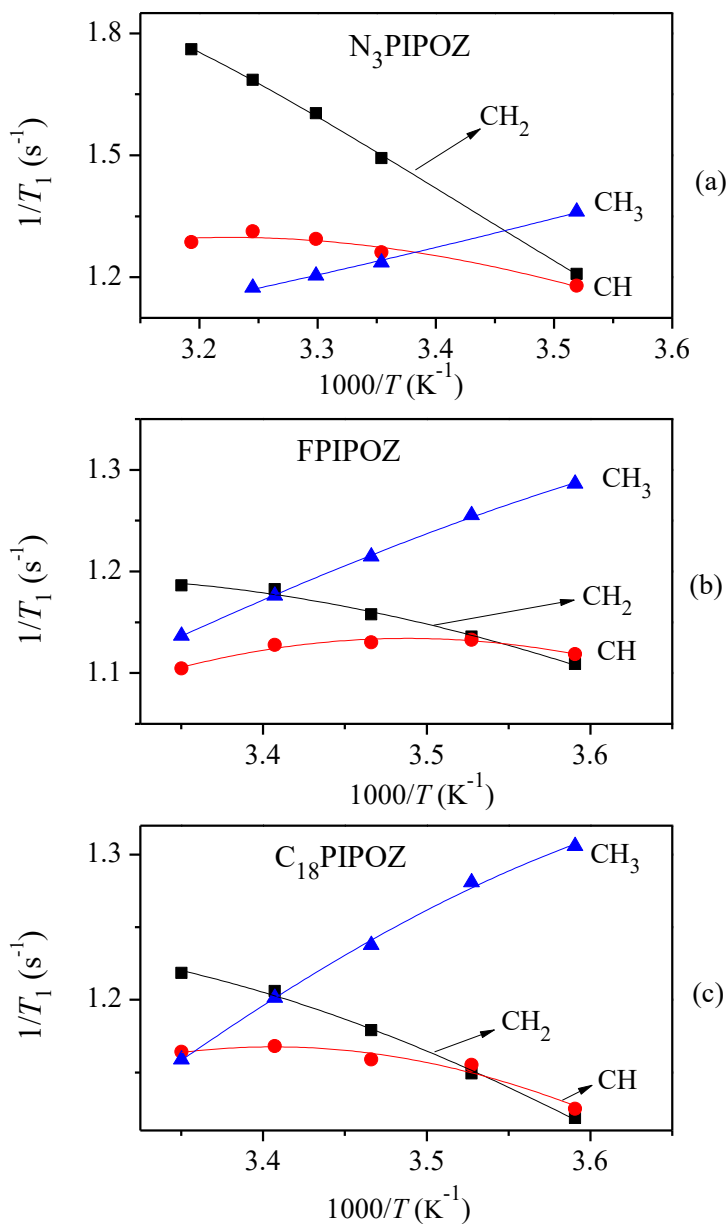 1.8
N₃PIPOZ
CH₂
1/T₁ (s⁻¹)
1.5
(a)
CH₃
1.2
CH
3.2 3.3 3.4 3.5 3.6
1000/T (K⁻¹)
FPIPOZ
1.3
CH₃
1/T₁ (s⁻¹)
1.2
(b)
CH₂
CH
1.1
3.4 3.5 3.6
1000/T (K⁻¹)
1.3
C₁₈PIPOZ
CH₃
1/T₁ (s⁻¹)
1.2
(c)
CH₂
CH
3.4 3.5 3.6
1000/T (K⁻¹)